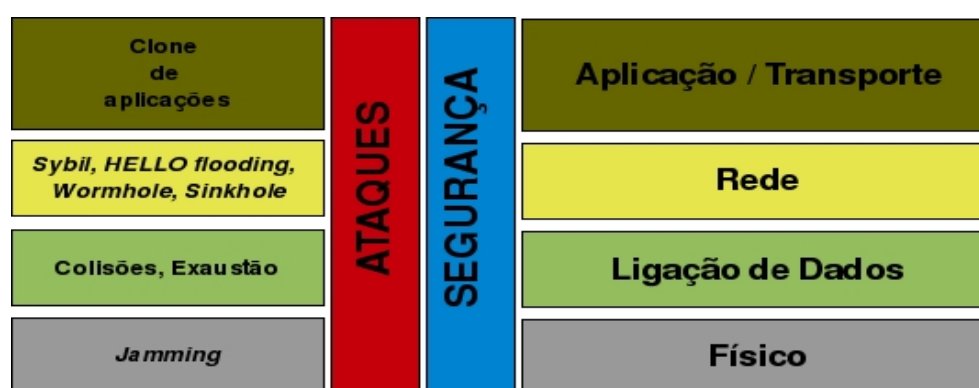 Clone
de
aplicações
Sybil, HELLO flooding,
Wormhole, Sinkhole
Colisões, Exaustão
Jamming
ATAQUES
SEGURANÇA
Aplicação / Transporte
Rede
Ligação de Dados
Físico